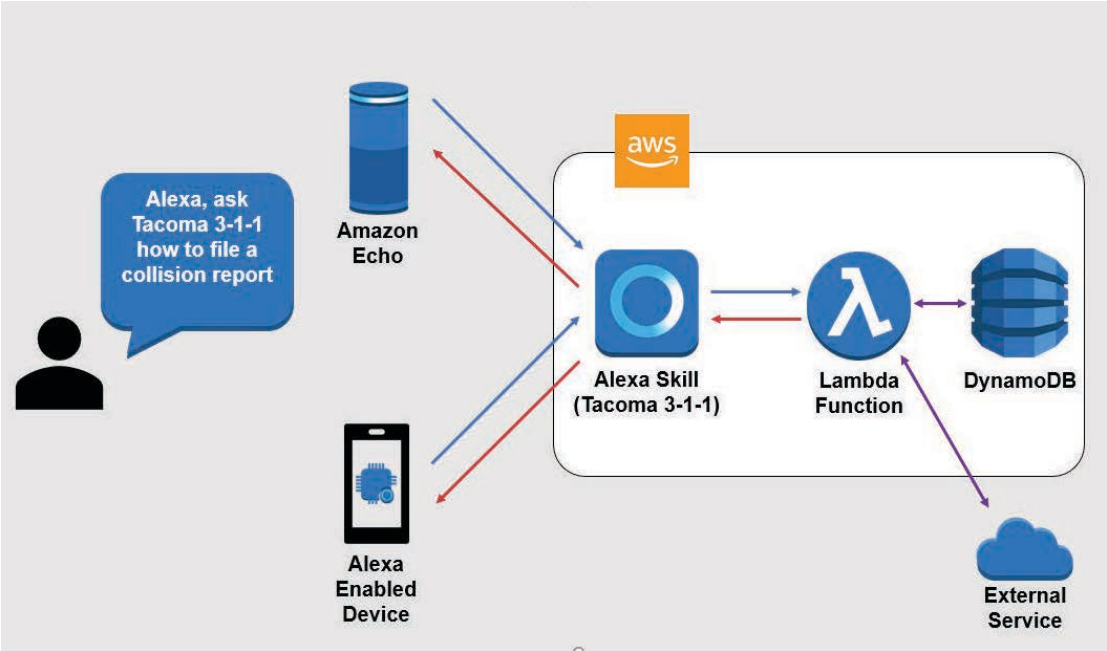 Alexa, ask
Tacoma 3-1-1
how to file a
collision report
Amazon
Echo
Alexa
Enabled
Device
aws
Alexa Skill
(Tacoma 3-1-1)
Lambda
Function
DynamoDB
External
Service